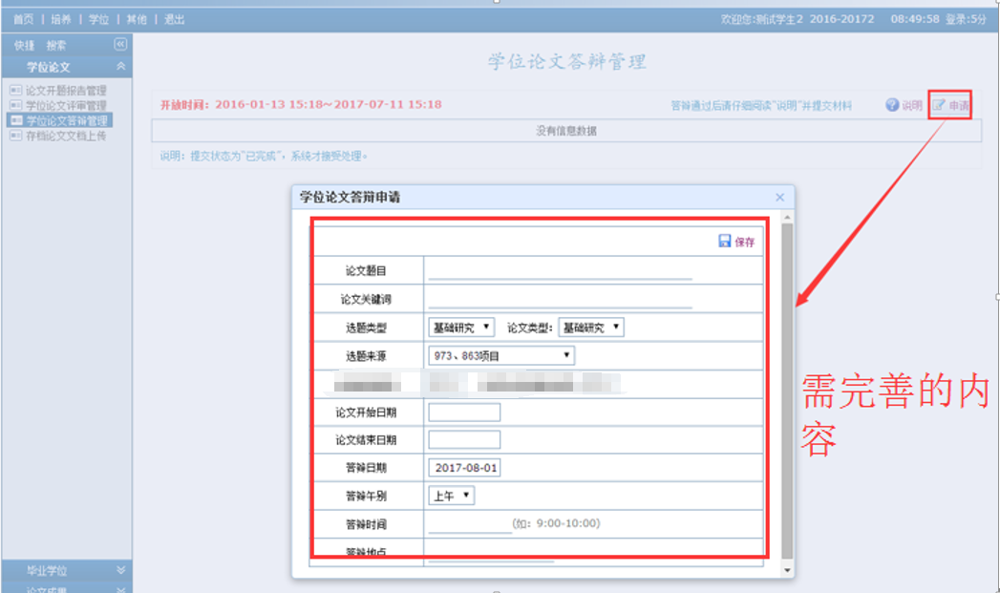 首页 | 培养 | 学位 | 其他 | 退出
欢迎您:测试学生2 2016-20172 08:49:58 登录:5分
快捷 搜索
学位论文
论文开题报告管理
学位论文评审管理
学位论文答辩管理
存档论文文档上传
学位论文答辩管理
开放时间：2016-01-13 15:18～2017-07-11 15:18
答辩通过后请仔细阅读"说明"并提交材料
说明
申请
没有信息数据
说明：提交状态为"已完成"，系统才接受处理。
学位论文答辩申请
保存
论文题目
论文关键词
选题类型 基础研究 论文类型： 基础研究
选题来源 973、863项目
论文开始日期
论文结束日期
答辩日期 2017-08-01
答辩午别 上午
答辩时间 (如：9:00-10:00)
答辩地点
需完善的内
容
毕业学位
论文成果